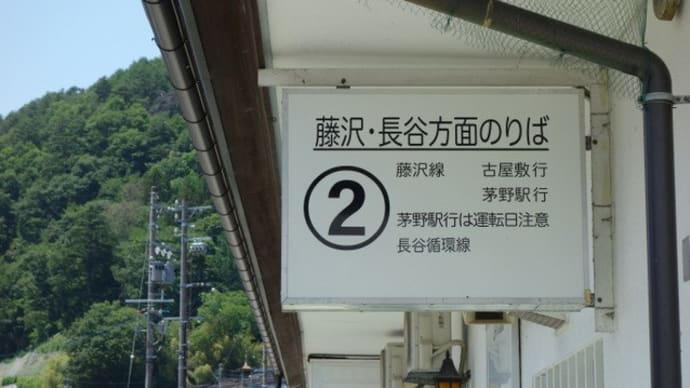 藤沢・長谷方面のりば
2
藤沢線 古屋敷行
茅野駅行
茅野駅行は運転日注意
長谷循環線